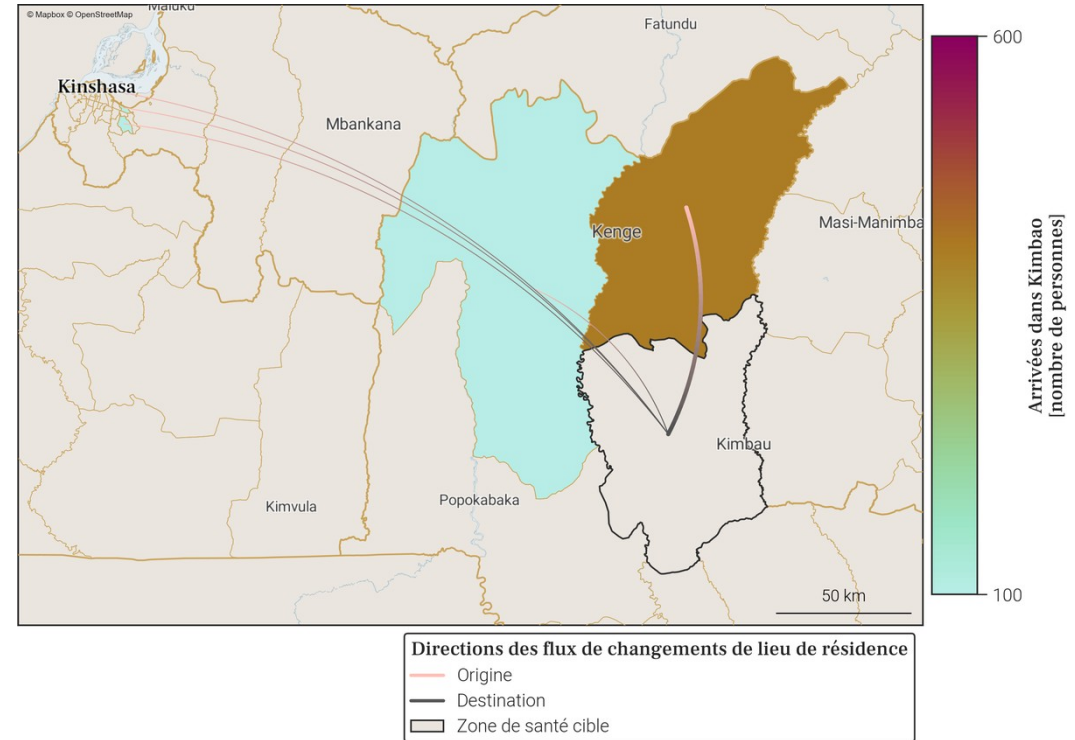 Maluku
© Mapbox © OpenStreetMap
Fatundu
600
Kinshasa
Mbankana
Masi-Manimba
Kenge
Arrivées dans Kimbao
[nombre de personnes]
Kimbau
Popokabaka
Kimvula
50 km
100
Directions des flux de changements de lieu de résidence
Origine
Destination
Zone de santé cible